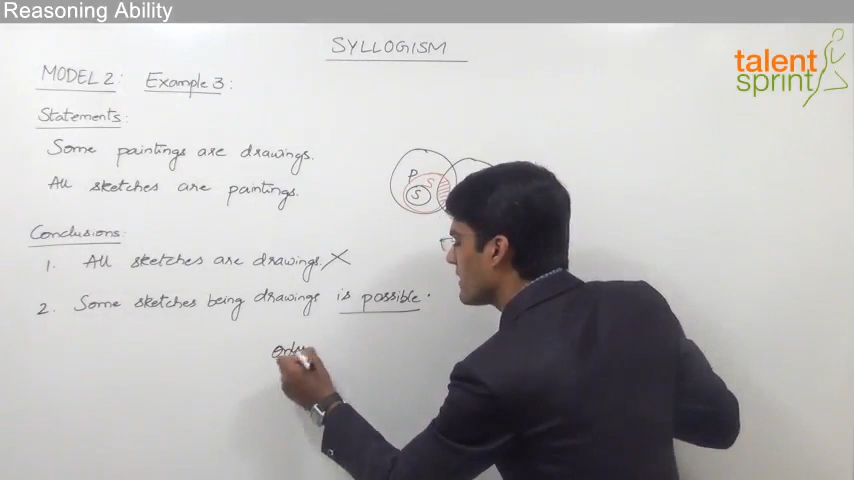 Reasoning Ability
SYLLOGISM
talent
sprint
MODEL 2: Example 3:
Statements:
Some paintings are drawings.
All sketches are paintings.
P
S
S
Conclusions:
1. All sketches are drawings. X
2. Some sketches being drawings is possible.
Only